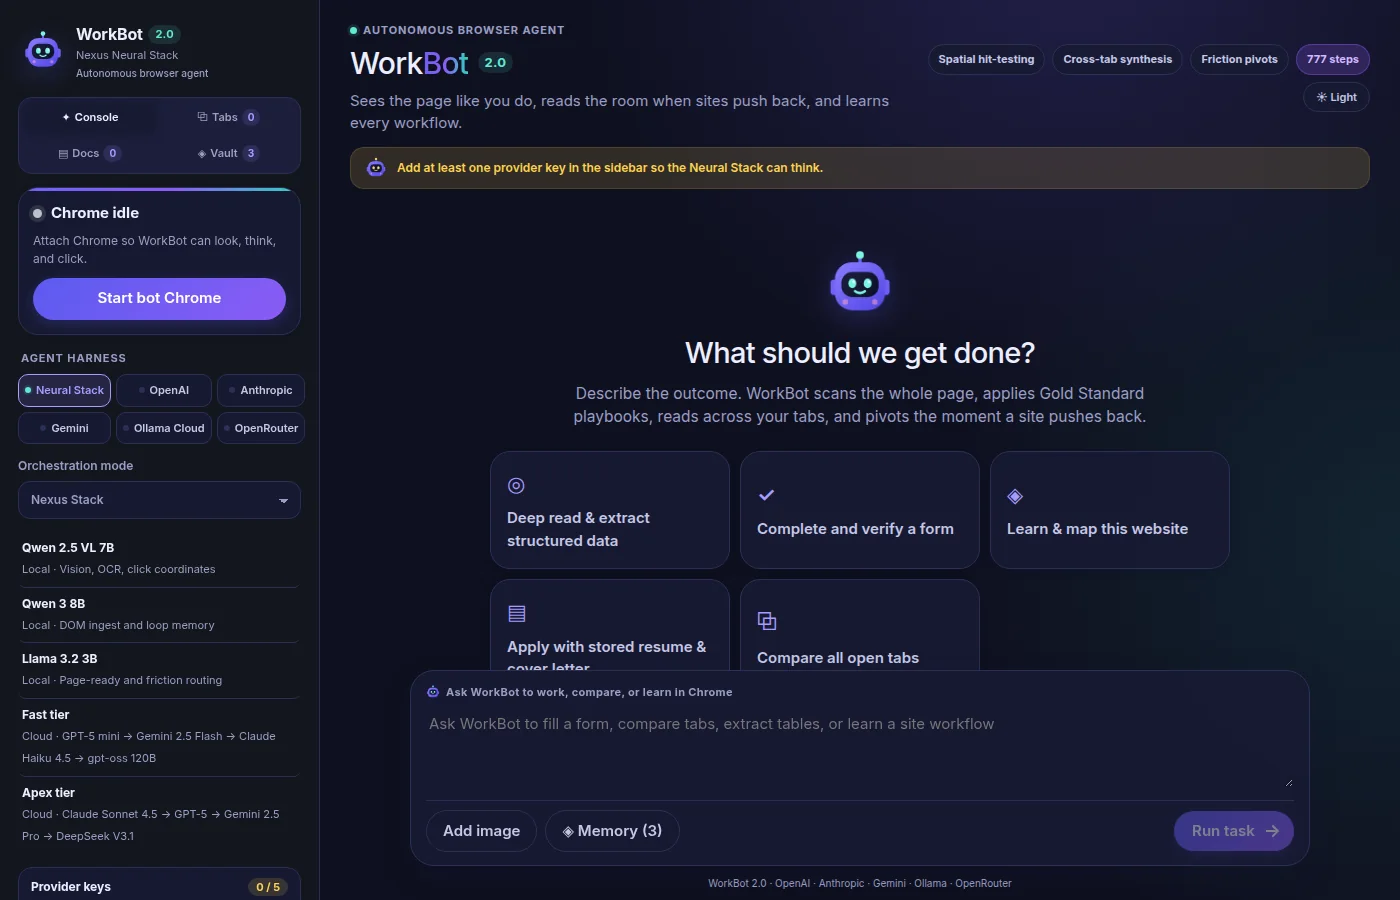 WorkBot 2.0
Nexus Neural Stack
Autonomous browser agent
Console
Tabs 0
Docs 0
Vault 3
Chrome idle
Attach Chrome so WorkBot can look, think,
and click.
Start bot Chrome
AGENT HARNESS
Neural Stack
OpenAI
Anthropic
Gemini
Ollama Cloud
OpenRouter
Orchestration mode
Nexus Stack
Qwen 2.5 VL 7B
Local · Vision, OCR, click coordinates
Qwen 3 8B
Local · DOM ingest and loop memory
Llama 3.2 3B
Local · Page-ready and friction routing
Fast tier
Cloud · GPT-5 mini → Gemini 2.5 Flash → Claude
Haiku 4.5 → gpt-oss 120B
Apex tier
Cloud · Claude Sonnet 4.5 → GPT-5 → Gemini 2.5
Pro → DeepSeek V3.1
Provider keys 0 / 5
AUTONOMOUS BROWSER AGENT
WorkBot 2.0
Sees the page like you do, reads the room when sites push back, and learns
every workflow.
Spatial hit-testing
Cross-tab synthesis
Friction pivots
777 steps
Light
Add at least one provider key in the sidebar so the Neural Stack can think.
What should we get done?
Describe the outcome. WorkBot scans the whole page, applies Gold Standard
playbooks, reads across your tabs, and pivots the moment a site pushes back.
Deep read & extract
structured data
Complete and verify a form
Learn & map this website
Apply with stored resume &
cover letter
Compare all open tabs
Ask WorkBot to work, compare, or learn in Chrome
Ask WorkBot to fill a form, compare tabs, extract tables, or learn a site workflow
Add image
Memory (3)
Run task →
WorkBot 2.0 · OpenAI · Anthropic · Gemini · Ollama · OpenRouter